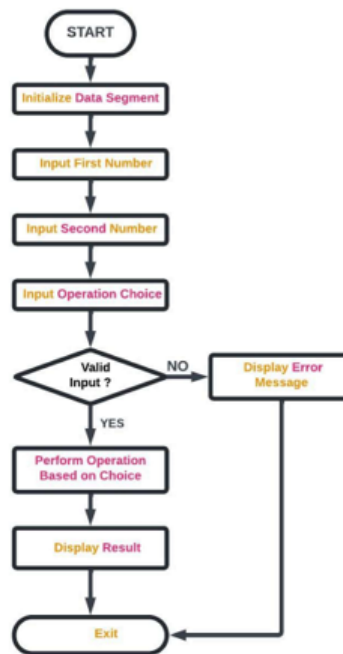 START
Initialize Data Segment
Input First Number
Input Second Number
Input Operation Choice
Valid
Input ?
NO
Display Error
Message
YES
Perform Operation
Based on Choice
Display Result
Exit